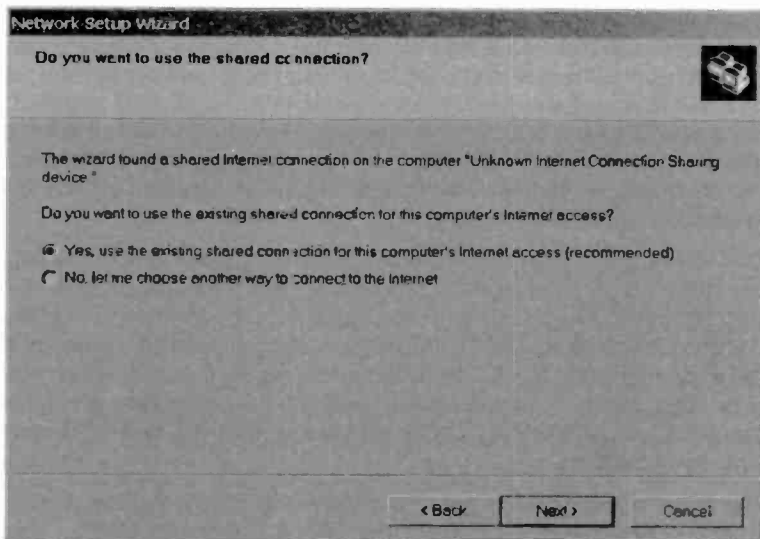 Network Setup Wizard
Do you want to use the shared connection?
The wizard found a shared Internet connection on the computer "Unknown Internet Connection Sharing
device."
Do you want to use the existing shared connection for this computer's Internet access?
Yes, use the existing shared connection for this computer's Internet access (recommended)
No, let me choose another way to connect to the Internet
< Back
Next >
Cancel